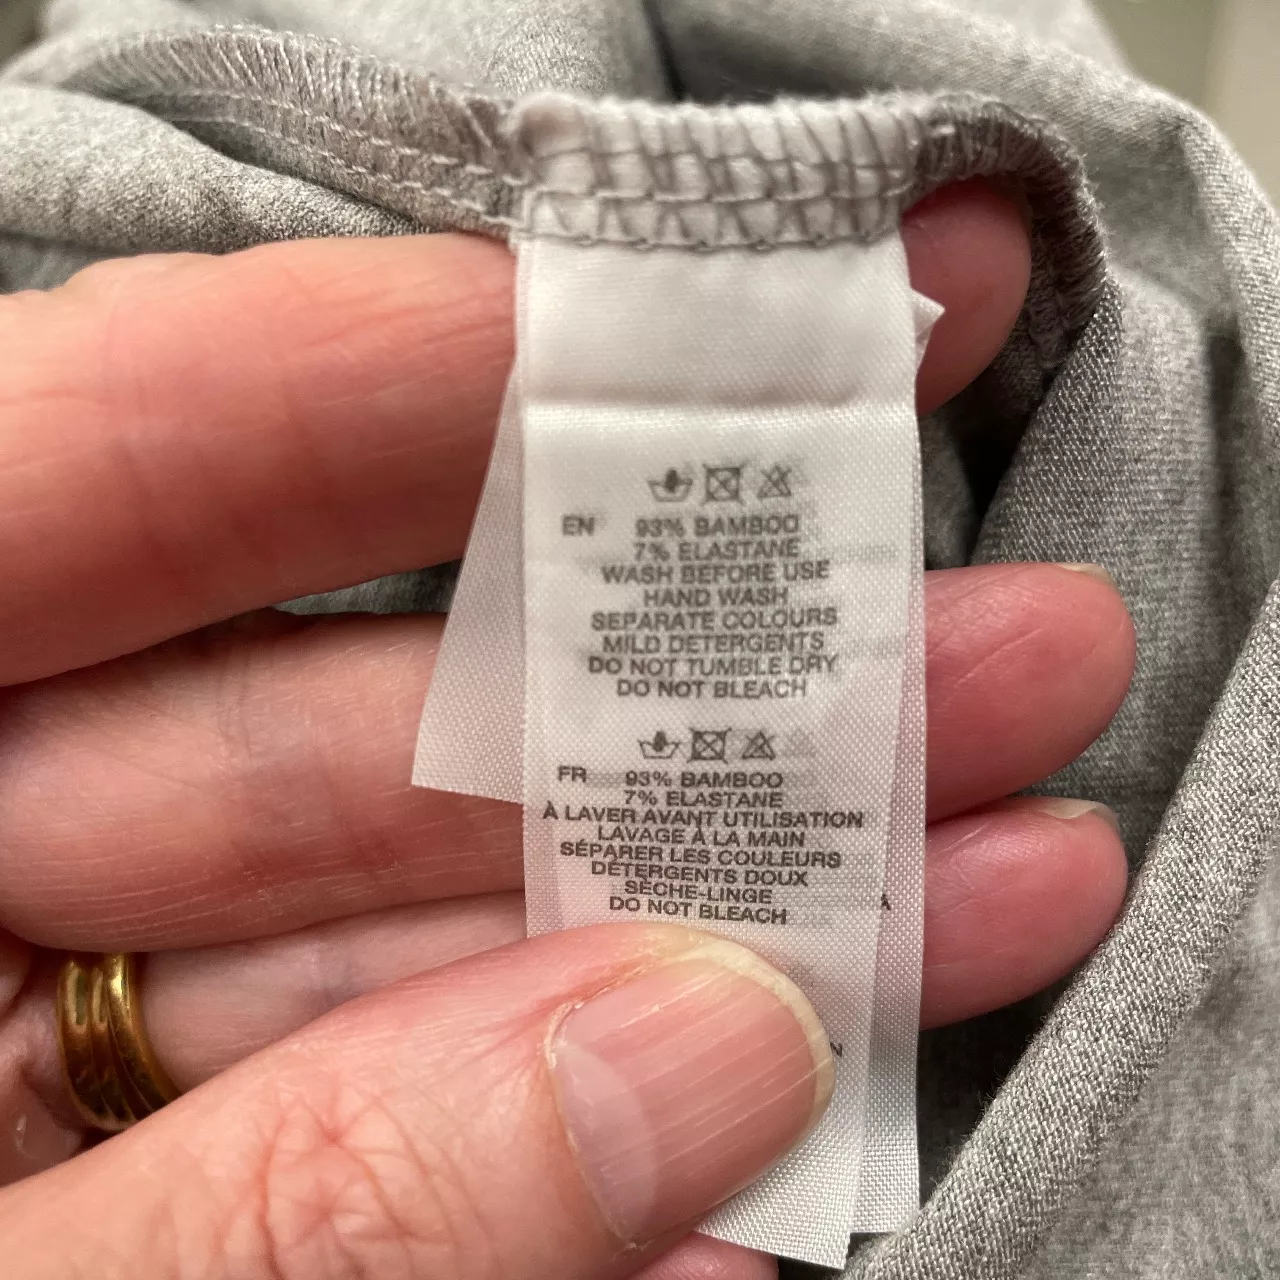 EN 93% BAMBOO
7% ELASTANE
WASH BEFORE USE
HAND WASH
SEPARATE COLOURS
MILD DETERGENTS
DO NOT TUMBLE DRY
DO NOT BLEACH
FR 93% BAMBOO
7% ELASTANE
À LAVER AVANT UTILISATION
LAVAGE À LA MAIN
SÉPARER LES COULEURS
DÉTERGENTS DOUX
SÈCHE-LINGE
DO NOT BLEACH
A
N